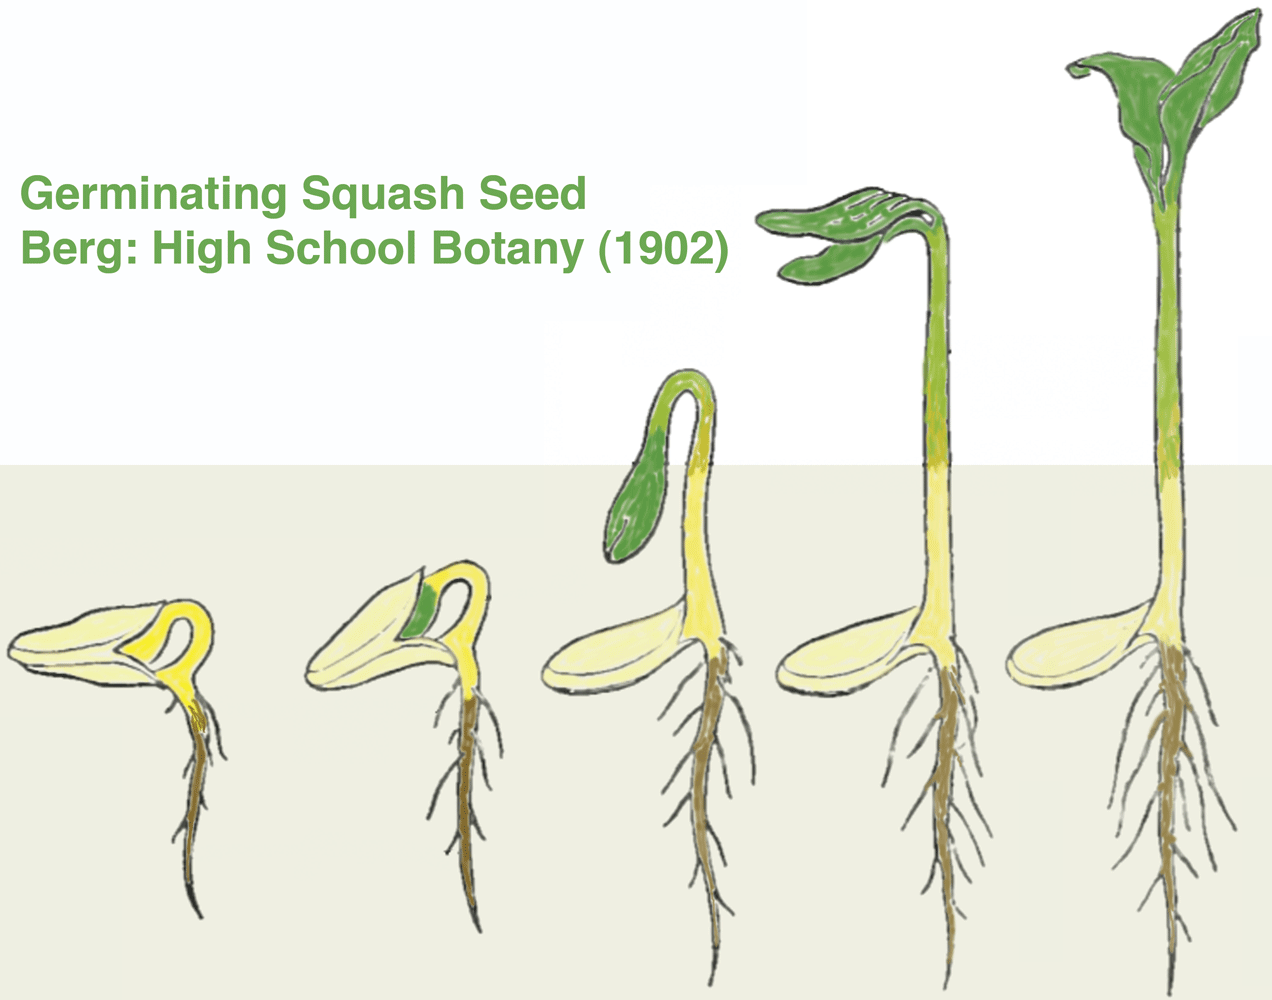 Germinating Squash Seed
Berg: High School Botany (1902)